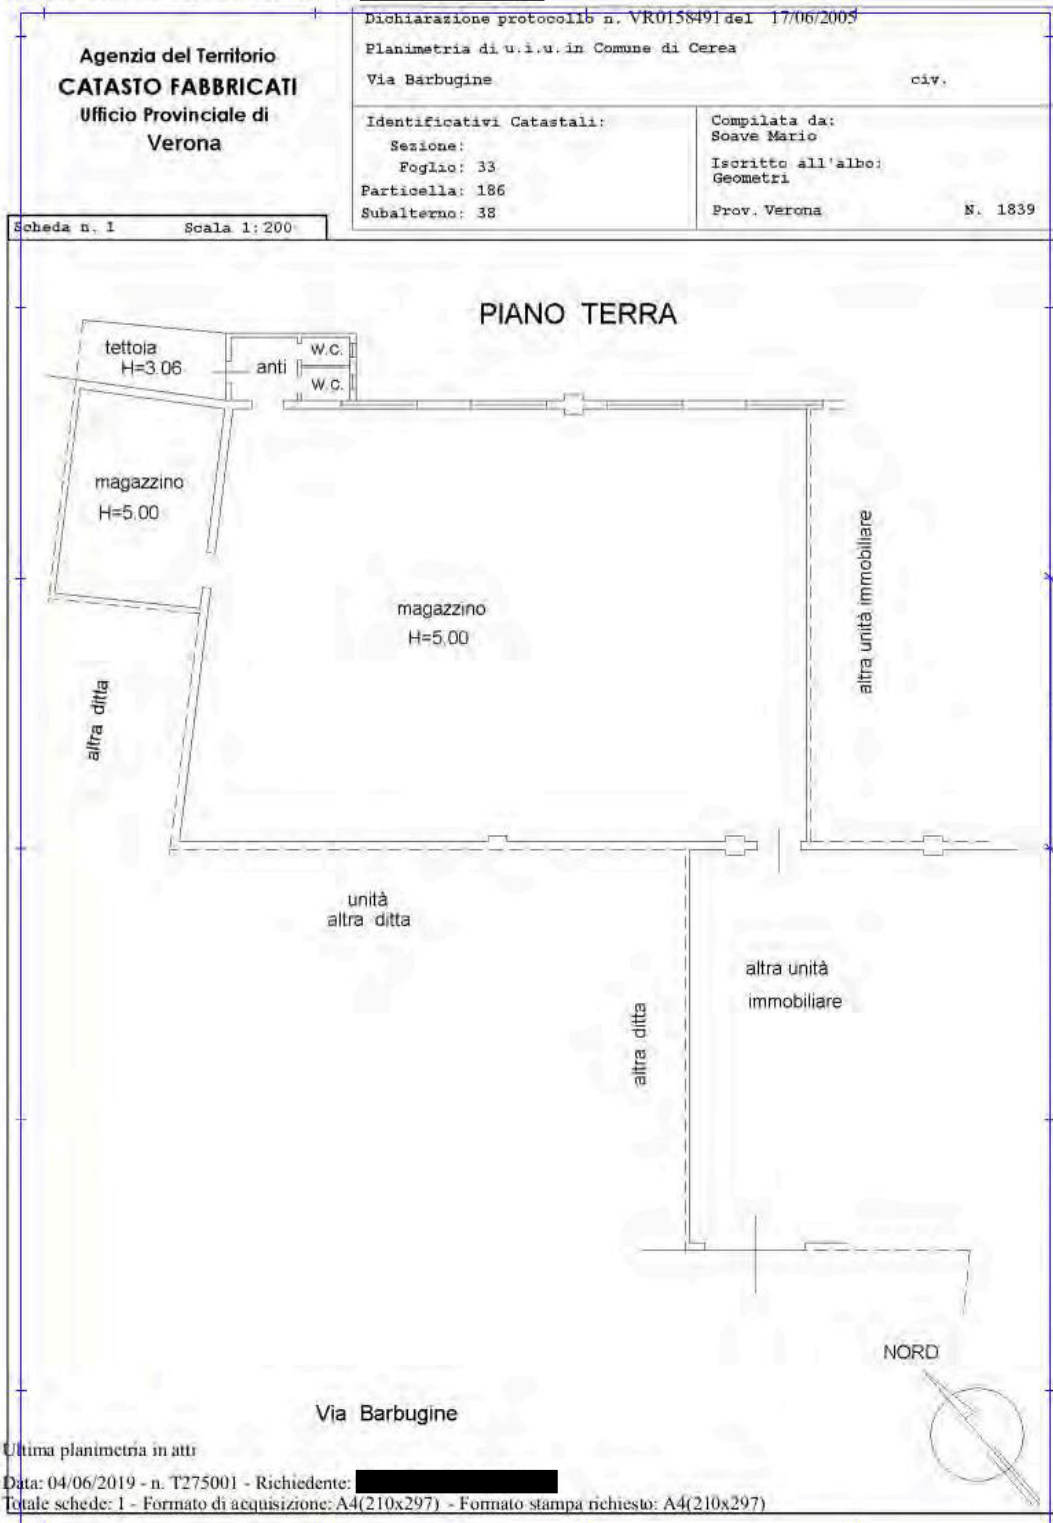 Dichiarazione protocollo n. VR0158491 del 17/06/2005
Planimetria di u.i.u. in Comune di Cerea
Via Barbugine civ.
Agenzia del Territorio
CATASTO FABBRICATI
Ufficio Provinciale di
Verona
Identificativi Catastali:
Sezione:
Foglio: 33
Particella: 186
Subalterno: 38
Compilata da:
Soave Mario
Iscritto all'albo:
Geometri
Prov. Verona N. 1839
Scheda n. 1 Scala 1:200
PIANO TERRA
tettoia
H=3.06
anti
w.c.
w.c.
magazzino
H=5.00
magazzino
H=5.00
altra unità immobiliare
altra ditta
unità
altra ditta
altra unità
immobiliare
altra ditta
NORD
Via Barbugine
Ultima planimetria in atti
Data: 04/06/2019 - n. T275001 - Richiedente:
Totale schede: 1 - Formato di acquisizione: A4(210x297) - Formato stampa richiesto: A4(210x297)